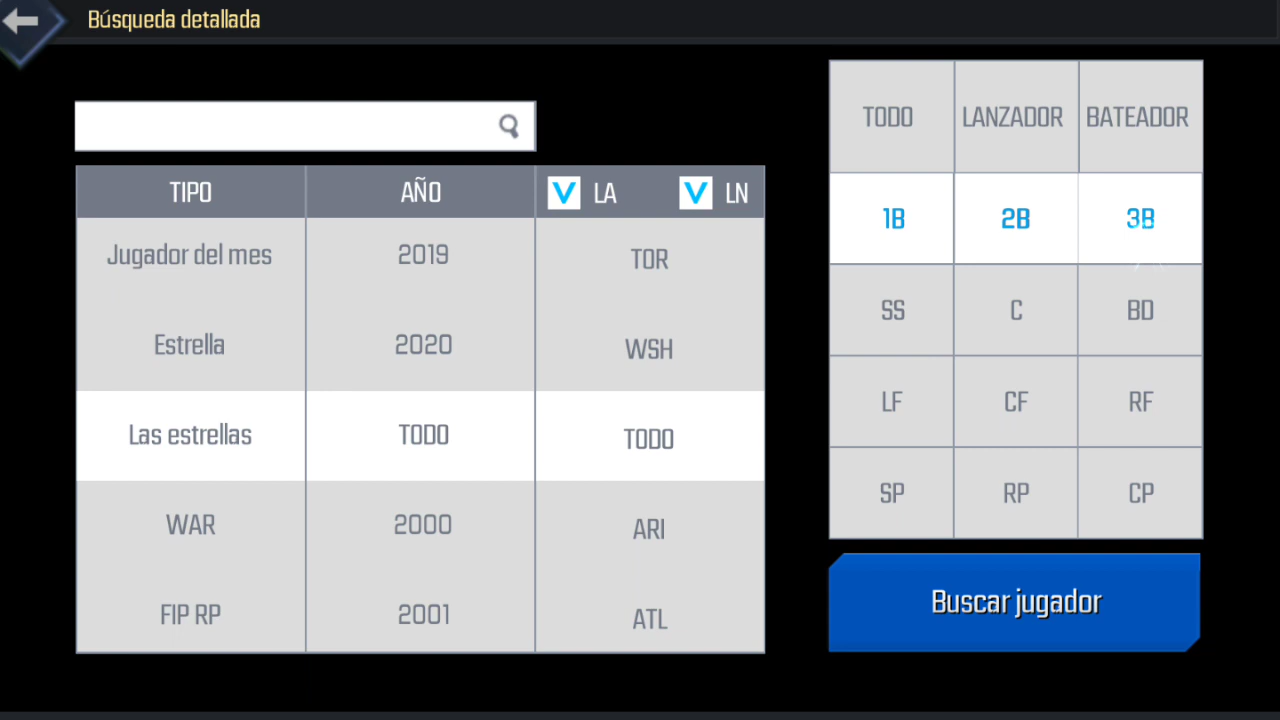 Búsqueda detallada
TIPO AÑO V LA V LN
Jugador del mes 2019 TOR
Estrella 2020 WSH
Las estrellas TODO TODO
WAR 2000 ARI
FIP RP 2001 ATL
TODO LANZADOR BATEADOR
1B 2B 3B
SS C BD
LF CF RF
SP RP CP
Buscar jugador